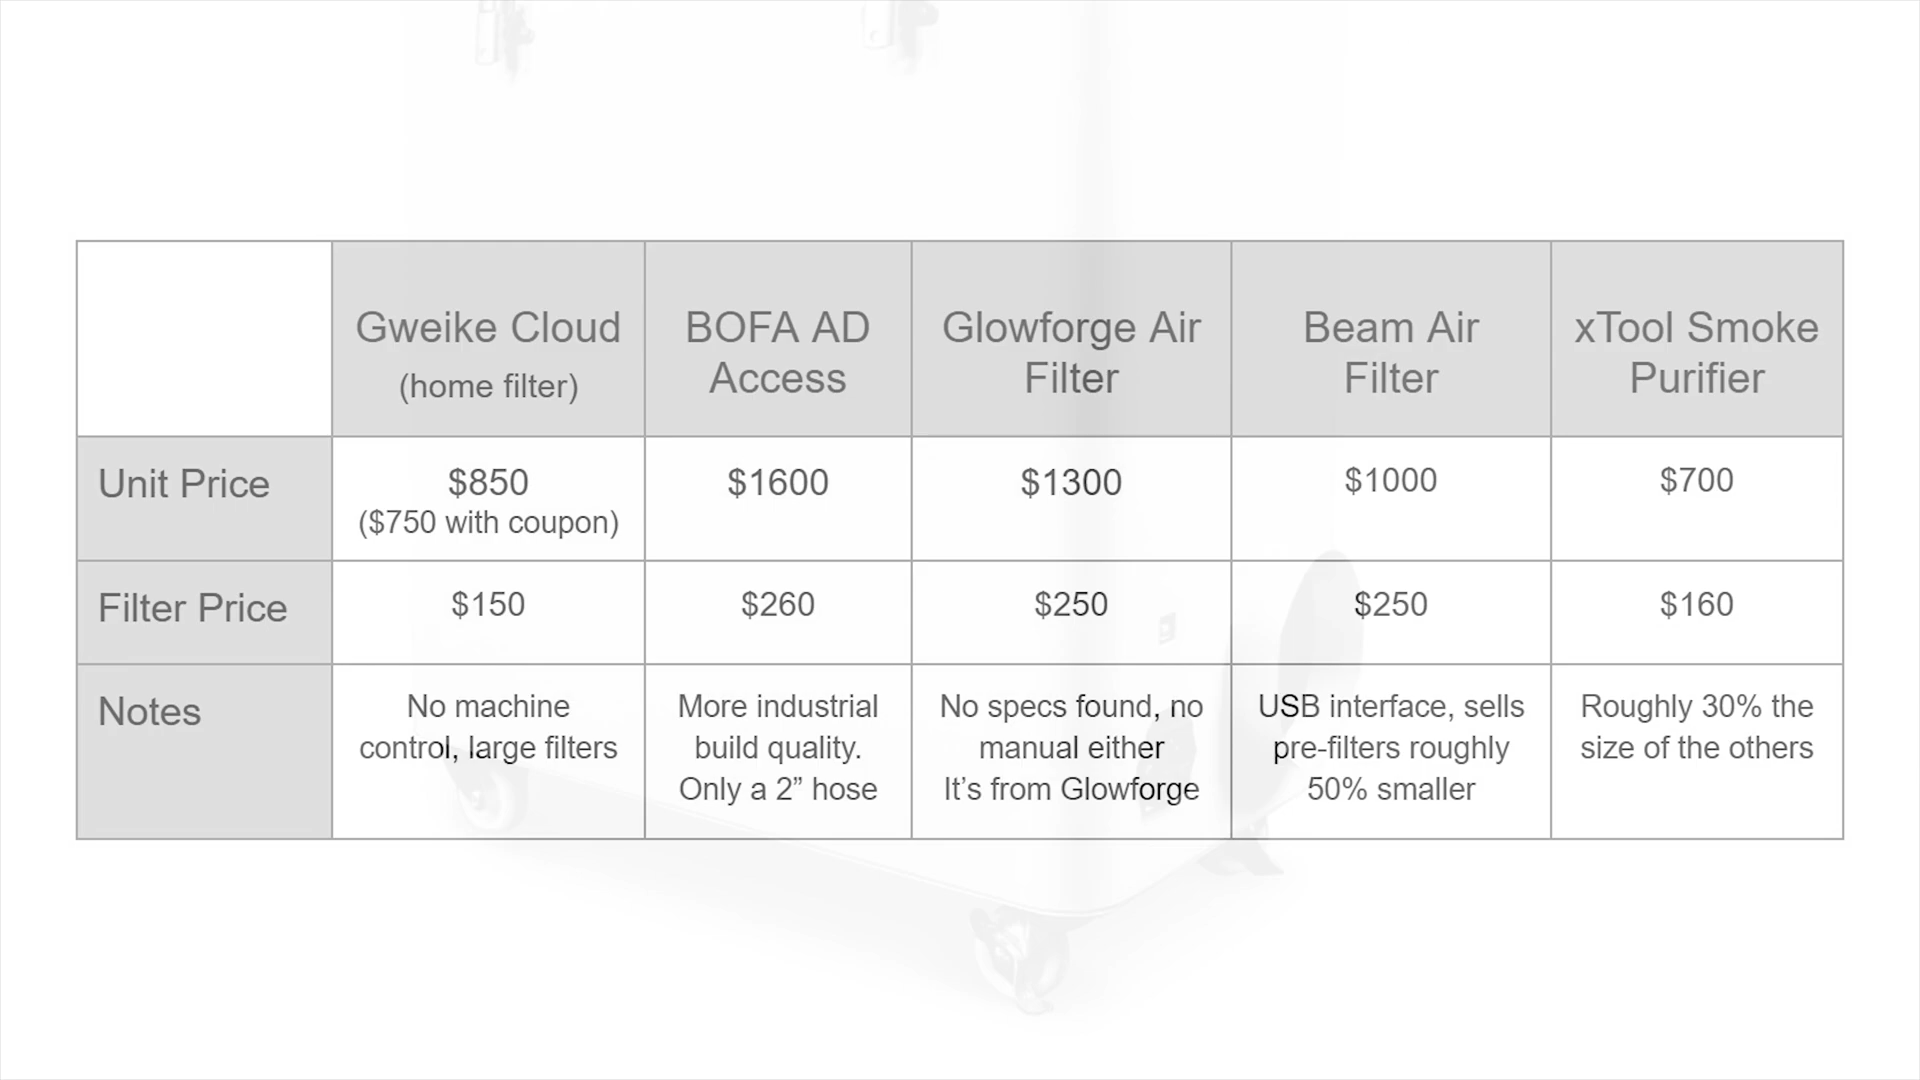 Gweike Cloud
(home filter)
BOFA AD
Access
Glowforge Air
Filter
Beam Air
Filter
xTool Smoke
Purifier
Unit Price
$850
($750 with coupon)
$1600
$1300
$1000
$700
Filter Price
$150
$260
$250
$250
$160
Notes
No machine
control, large filters
More industrial
build quality.
Only a 2” hose
No specs found, no
manual either
It’s from Glowforge
USB interface, sells
pre-filters roughly
50% smaller
Roughly 30% the
size of the others